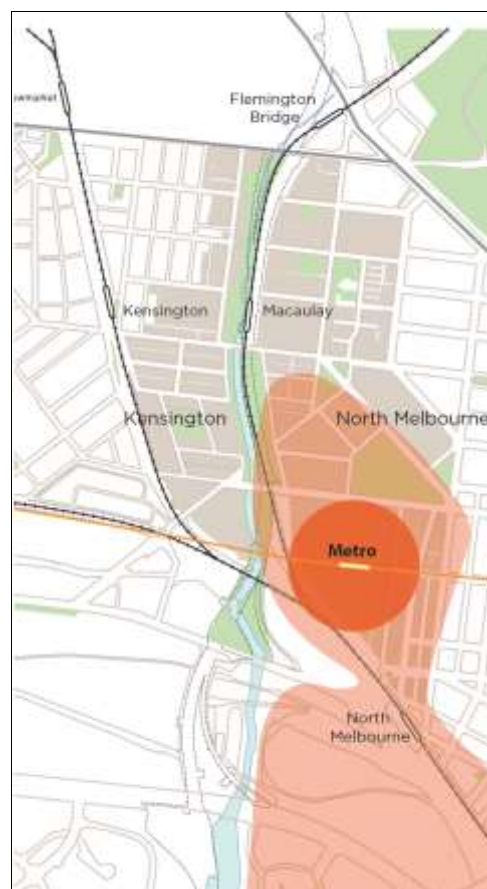 Flemington
Bridge
Kensington
Macaulay
Kensington
North Melbourne
Metro
North
Melbourne